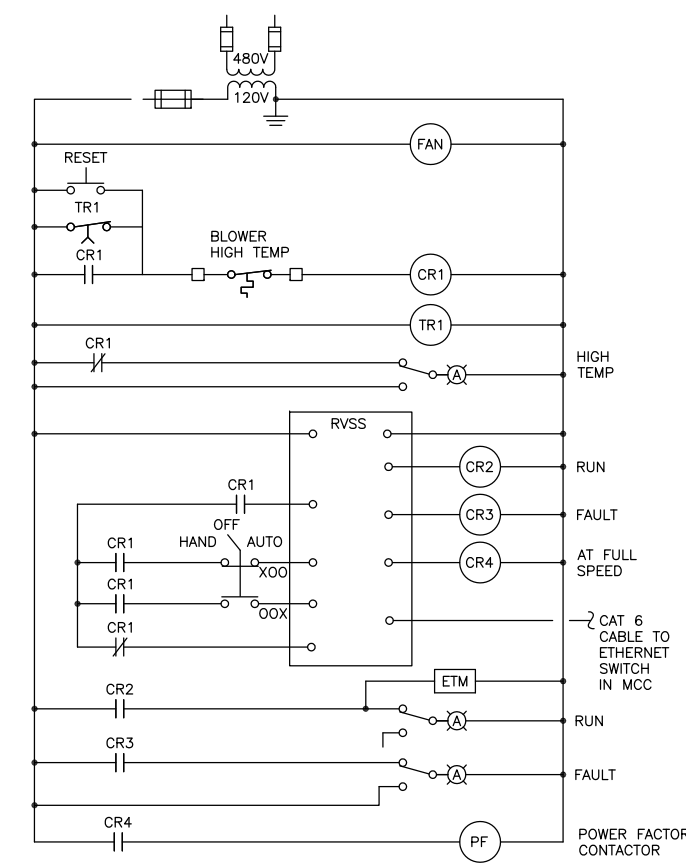 480V
120V
FAN
RESET
TR1
CR1
BLOWER
HIGH TEMP
CR1
TR1
CR1
HIGH
TEMP
A
RVSS
CR2
RUN
CR1
CR3
FAULT
OFF
HAND
AUTO
CR1
XOO
CR4
AT FULL
SPEED
CR1
OOX
CR1
CAT 6
CABLE TO
ETHERNET
SWITCH
IN MCC
ETM
CR2
A
RUN
CR3
A
FAULT
CR4
PF
POWER FACTOR
CONTACTOR